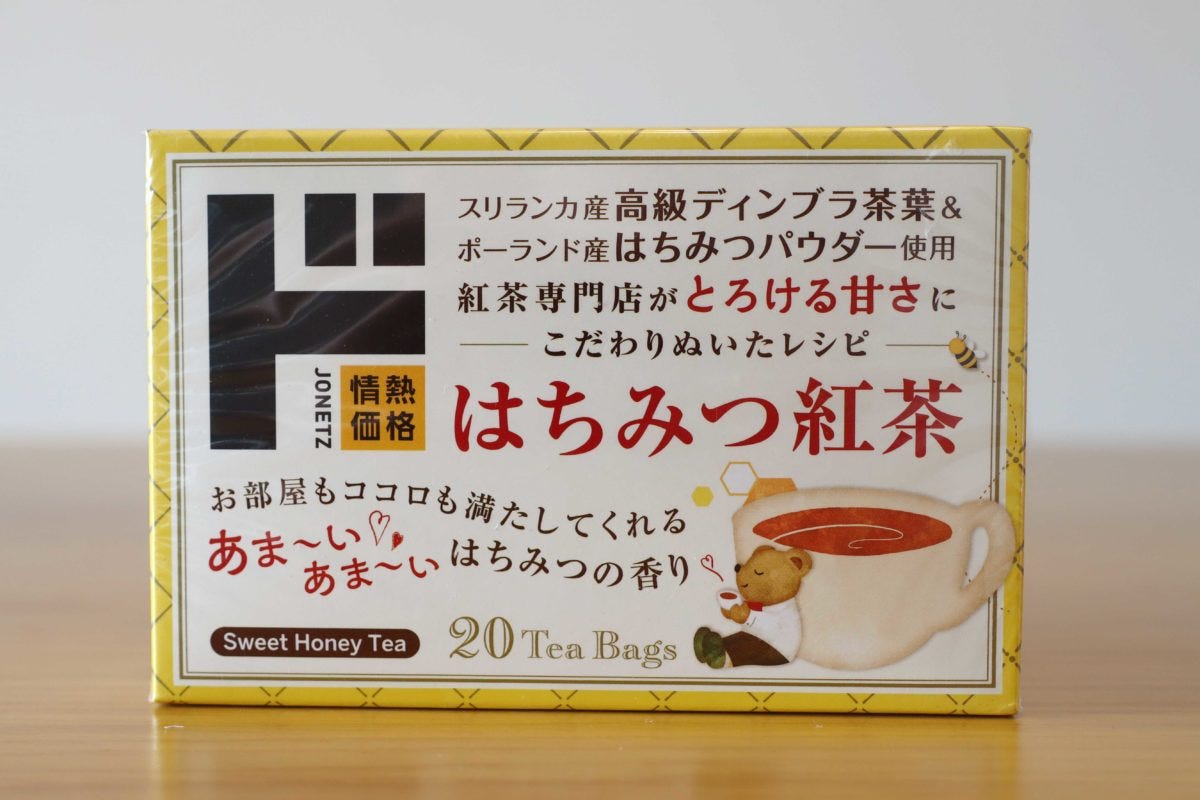 ド
JONETZ
情熱
価格
スリランカ産高級ディンブラ茶葉&
ポーランド産はちみつパウダー使用
紅茶専門店がとろける甘さに
こだわりぬいたレシピ
はちみつ紅茶
お部屋もココロも満たしてくれる
あま〜い
あま〜い
はちみつの香り
Sweet Honey Tea
20 Tea Bags